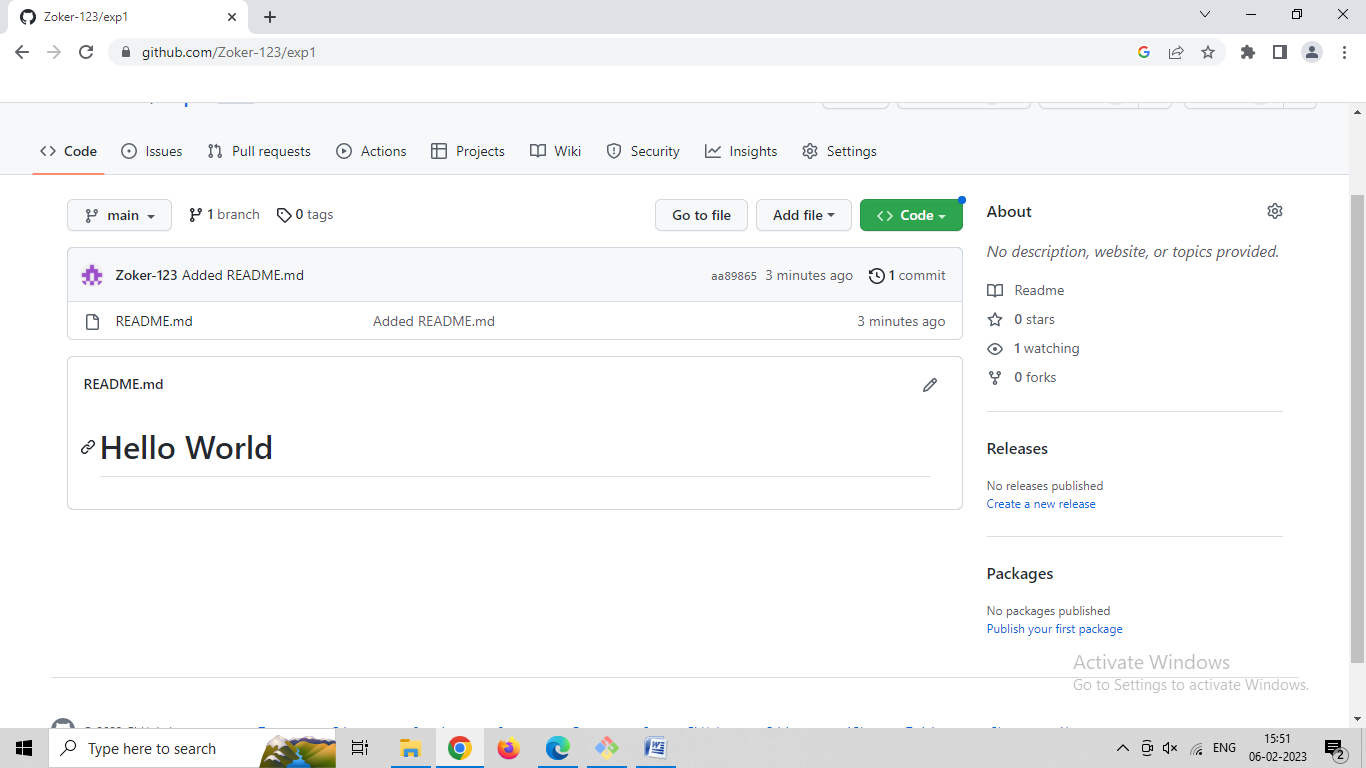 Zoker-123/exp1
github.com/Zoker-123/exp1
Code Issues Pull requests Actions Projects Wiki Security Insights Settings
main 1 branch 0 tags Go to file Add file Code
About
No description, website, or topics provided.
Zoker-123 Added README.md aa89865 3 minutes ago 1 commit
README.md Added README.md 3 minutes ago
Readme
0 stars
1 watching
0 forks
README.md
Hello World
Releases
No releases published
Create a new release
Packages
No packages published
Publish your first package
Activate Windows
Go to Settings to activate Windows.
Type here to search
ENG
15:51
06-02-2023
2